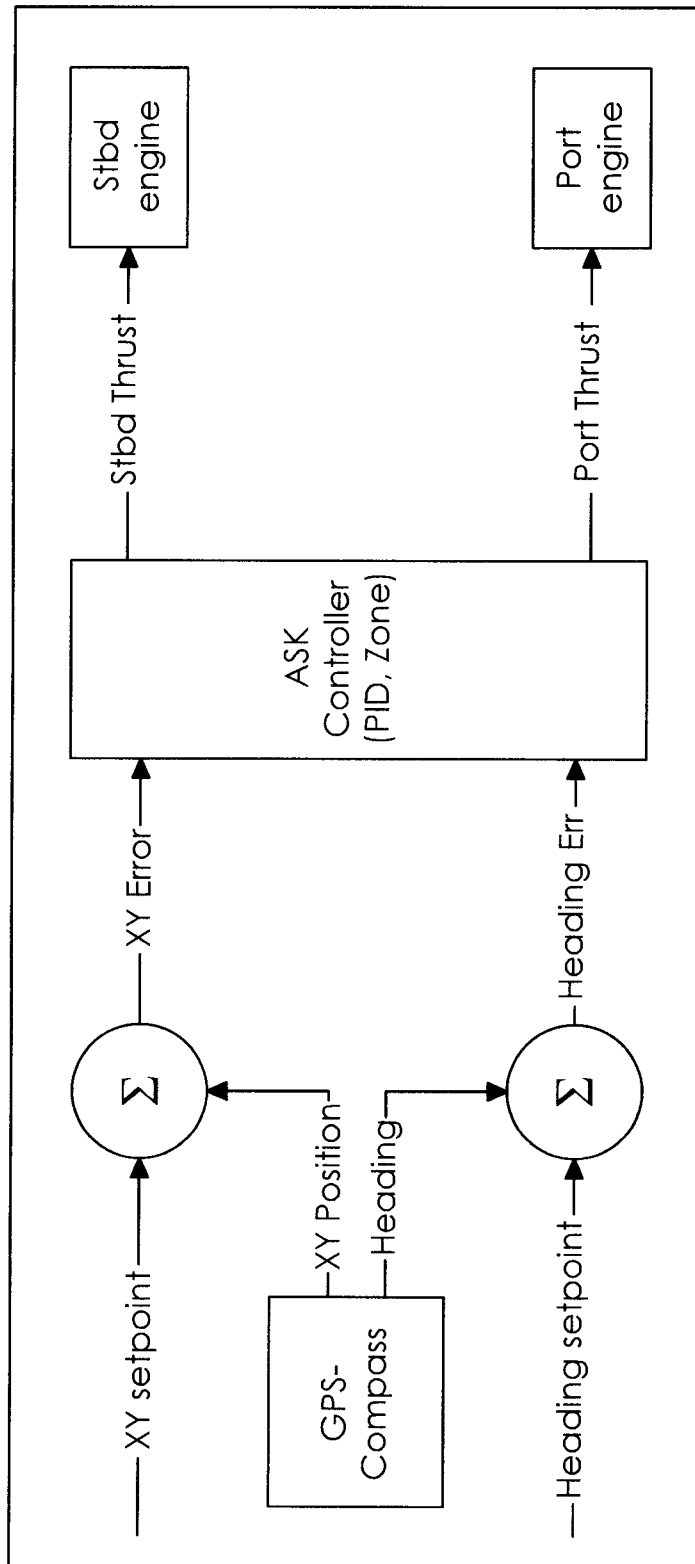 XY setpoint
Σ
XY Error
GPS-
Compass
XY Position
Heading
Heading setpoint
Σ
Heading Err
ASK
Controller
(PID, Zone)
Stbd Thrust
Stbd
engine
Port Thrust
Port
engine